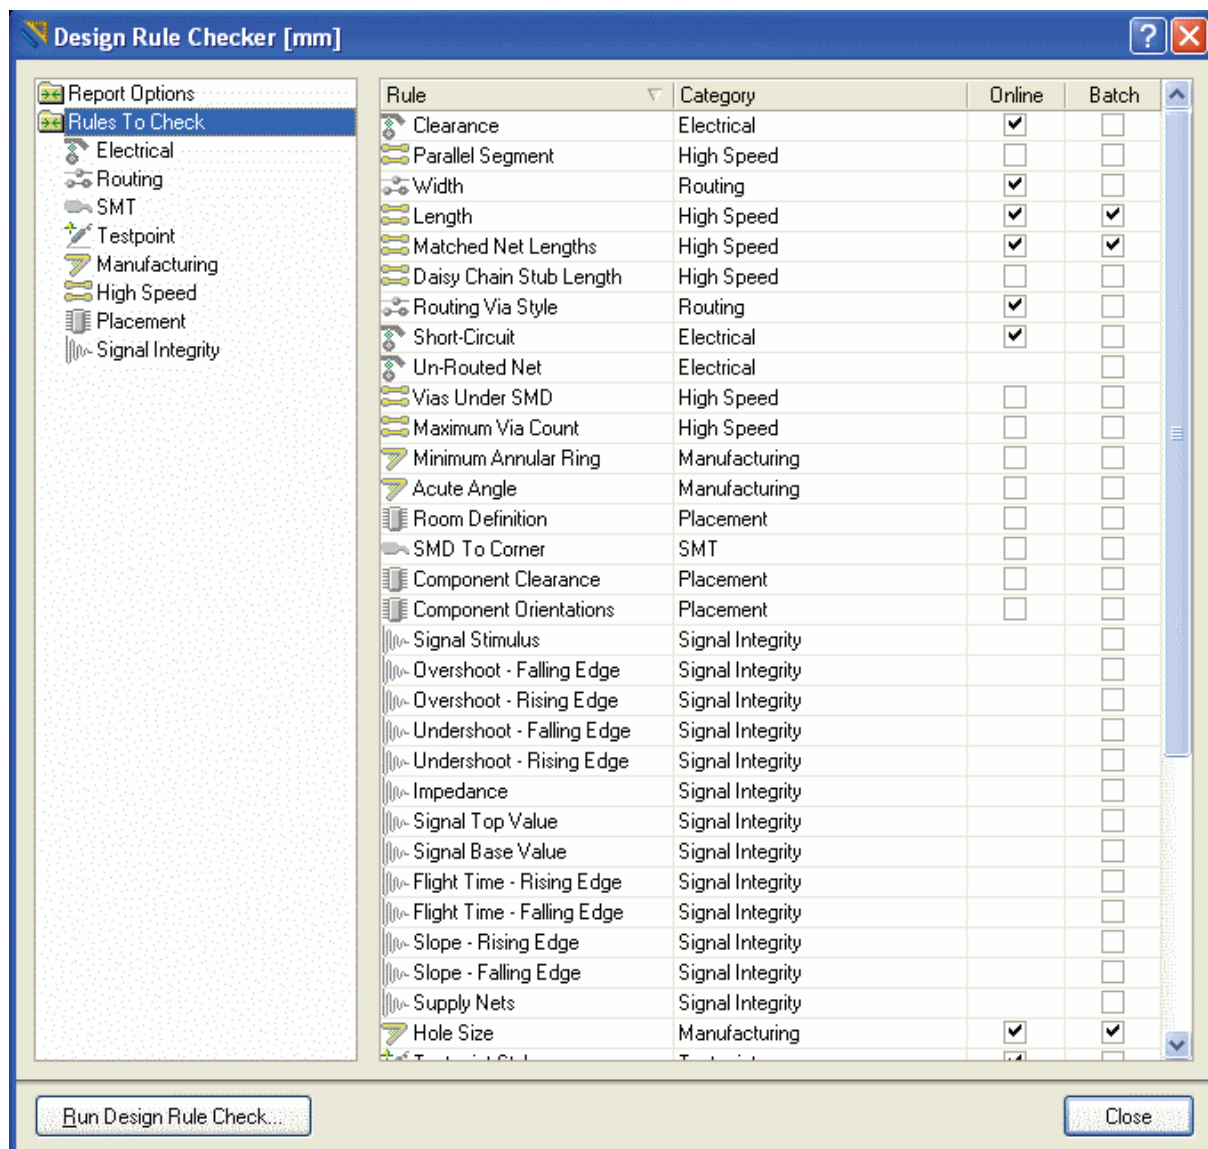 Design Rule Checker [mm]
Report Options
Rules To Check
Electrical
Routing
SMT
Testpoint
Manufacturing
High Speed
Placement
Signal Integrity
Rule Category Online Batch
Clearance Electrical
Parallel Segment High Speed
Width Routing
Length High Speed
Matched Net Lengths High Speed
Daisy Chain Stub Length High Speed
Routing Via Style Routing
Short-Circuit Electrical
Un-Routed Net Electrical
Vias Under SMD High Speed
Maximum Via Count High Speed
Minimum Annular Ring Manufacturing
Acute Angle Manufacturing
Room Definition Placement
SMD To Corner SMT
Component Clearance Placement
Component Orientations Placement
Signal Stimulus Signal Integrity
Overshoot - Falling Edge Signal Integrity
Overshoot - Rising Edge Signal Integrity
Undershoot - Falling Edge Signal Integrity
Undershoot - Rising Edge Signal Integrity
Impedance Signal Integrity
Signal Top Value Signal Integrity
Signal Base Value Signal Integrity
Flight Time - Rising Edge Signal Integrity
Flight Time - Falling Edge Signal Integrity
Slope - Rising Edge Signal Integrity
Slope - Falling Edge Signal Integrity
Supply Nets Signal Integrity
Hole Size Manufacturing
Run Design Rule Check... Close